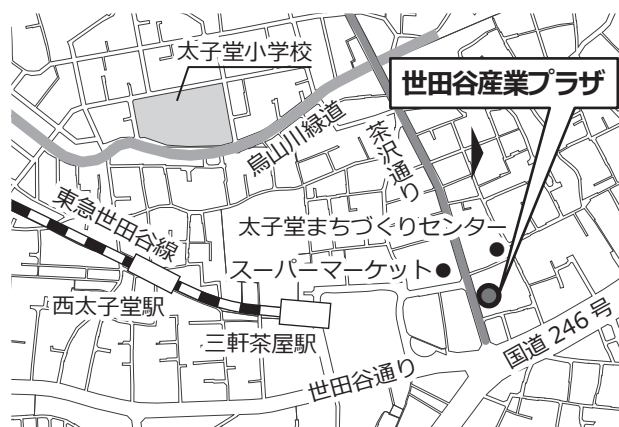 太子堂小学校
世田谷産業プラザ
烏山川緑道
茶沢通り
東急世田谷線
太子堂まちづくりセンター
スーパーマーケット
西太子堂駅
三軒茶屋駅
国道246号
世田谷通り